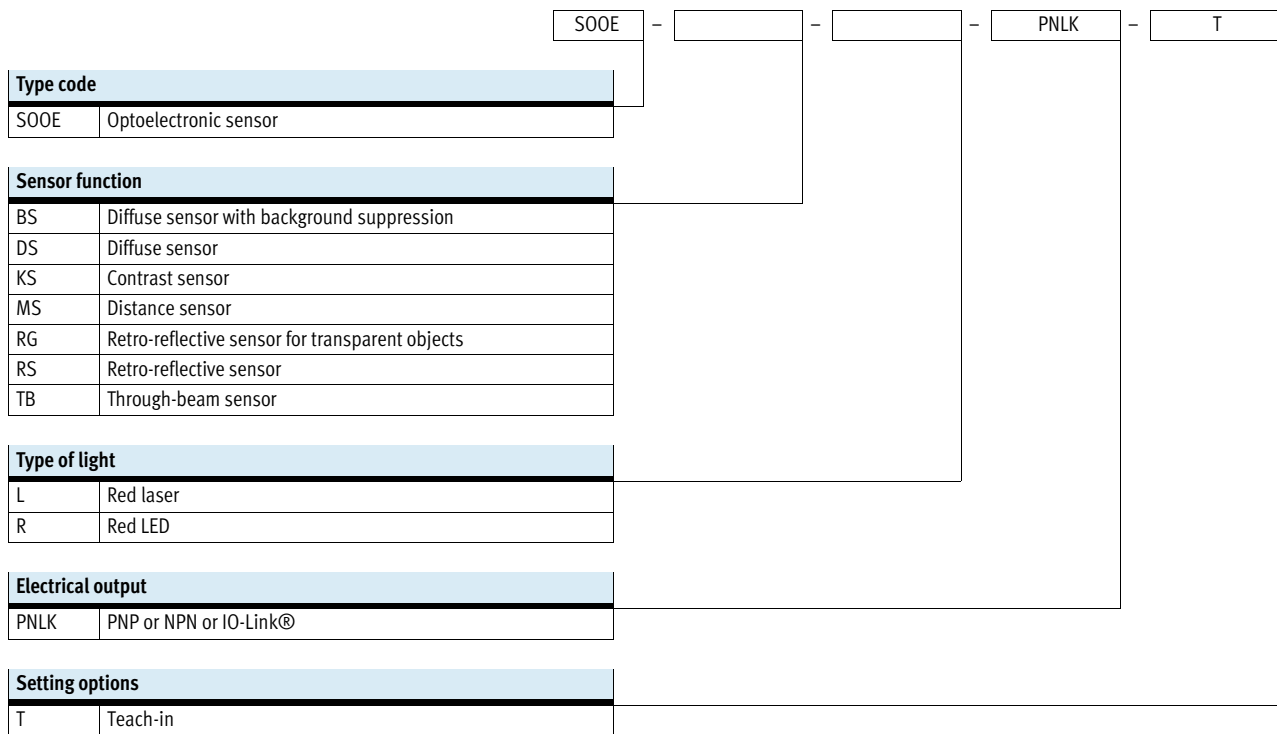 SOOE – – – PNLK – T
Type code
SOOE Optoelectronic sensor
Sensor function
BS Diffuse sensor with background suppression
DS Diffuse sensor
KS Contrast sensor
MS Distance sensor
RG Retro-reflective sensor for transparent objects
RS Retro-reflective sensor
TB Through-beam sensor
Type of light
L Red laser
R Red LED
Electrical output
PNLK PNP or NPN or IO-Link®
Setting options
T Teach-in